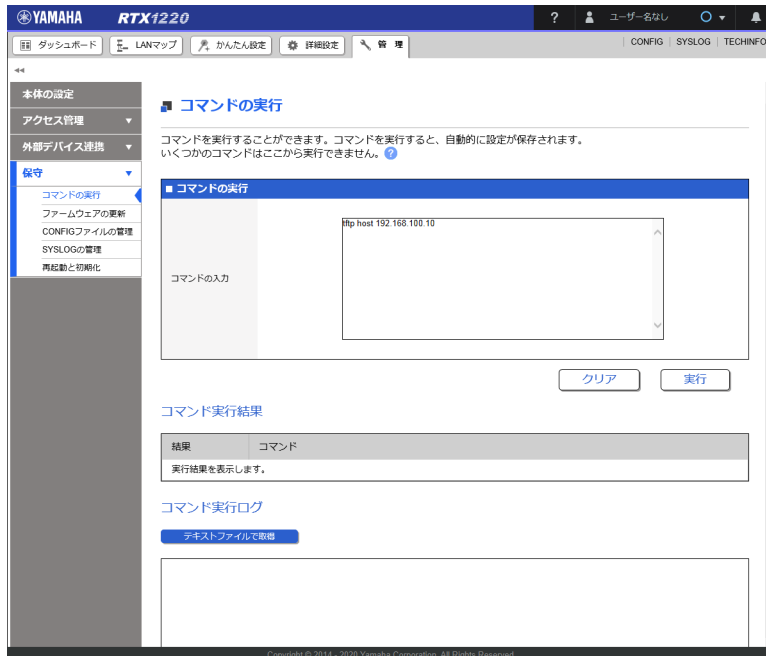 YAMAHA RTX1220 ? ユーザー名なし
ダッシュボード LANマップ かんたん設定 詳細設定 管 理 CONFIG SYSLOG TECHINFO
本体の設定
アクセス管理
外部デバイス連携
保守
コマンドの実行
ファームウェアの更新
CONFIGファイルの管理
SYSLOGの管理
再起動と初期化
コマンドの実行
コマンドを実行することができます。コマンドを実行すると、自動的に設定が保存されます。
いくつかのコマンドはここから実行できません。?
■ コマンドの実行
コマンドの入力
tftp host 192.168.100.10
クリア 実行
コマンド実行結果
結果 コマンド
実行結果を表示します。
コマンド実行ログ
テキストファイルで取得
Copyright © 2014 - 2020 Yamaha Corporation. All Rights Reserved.